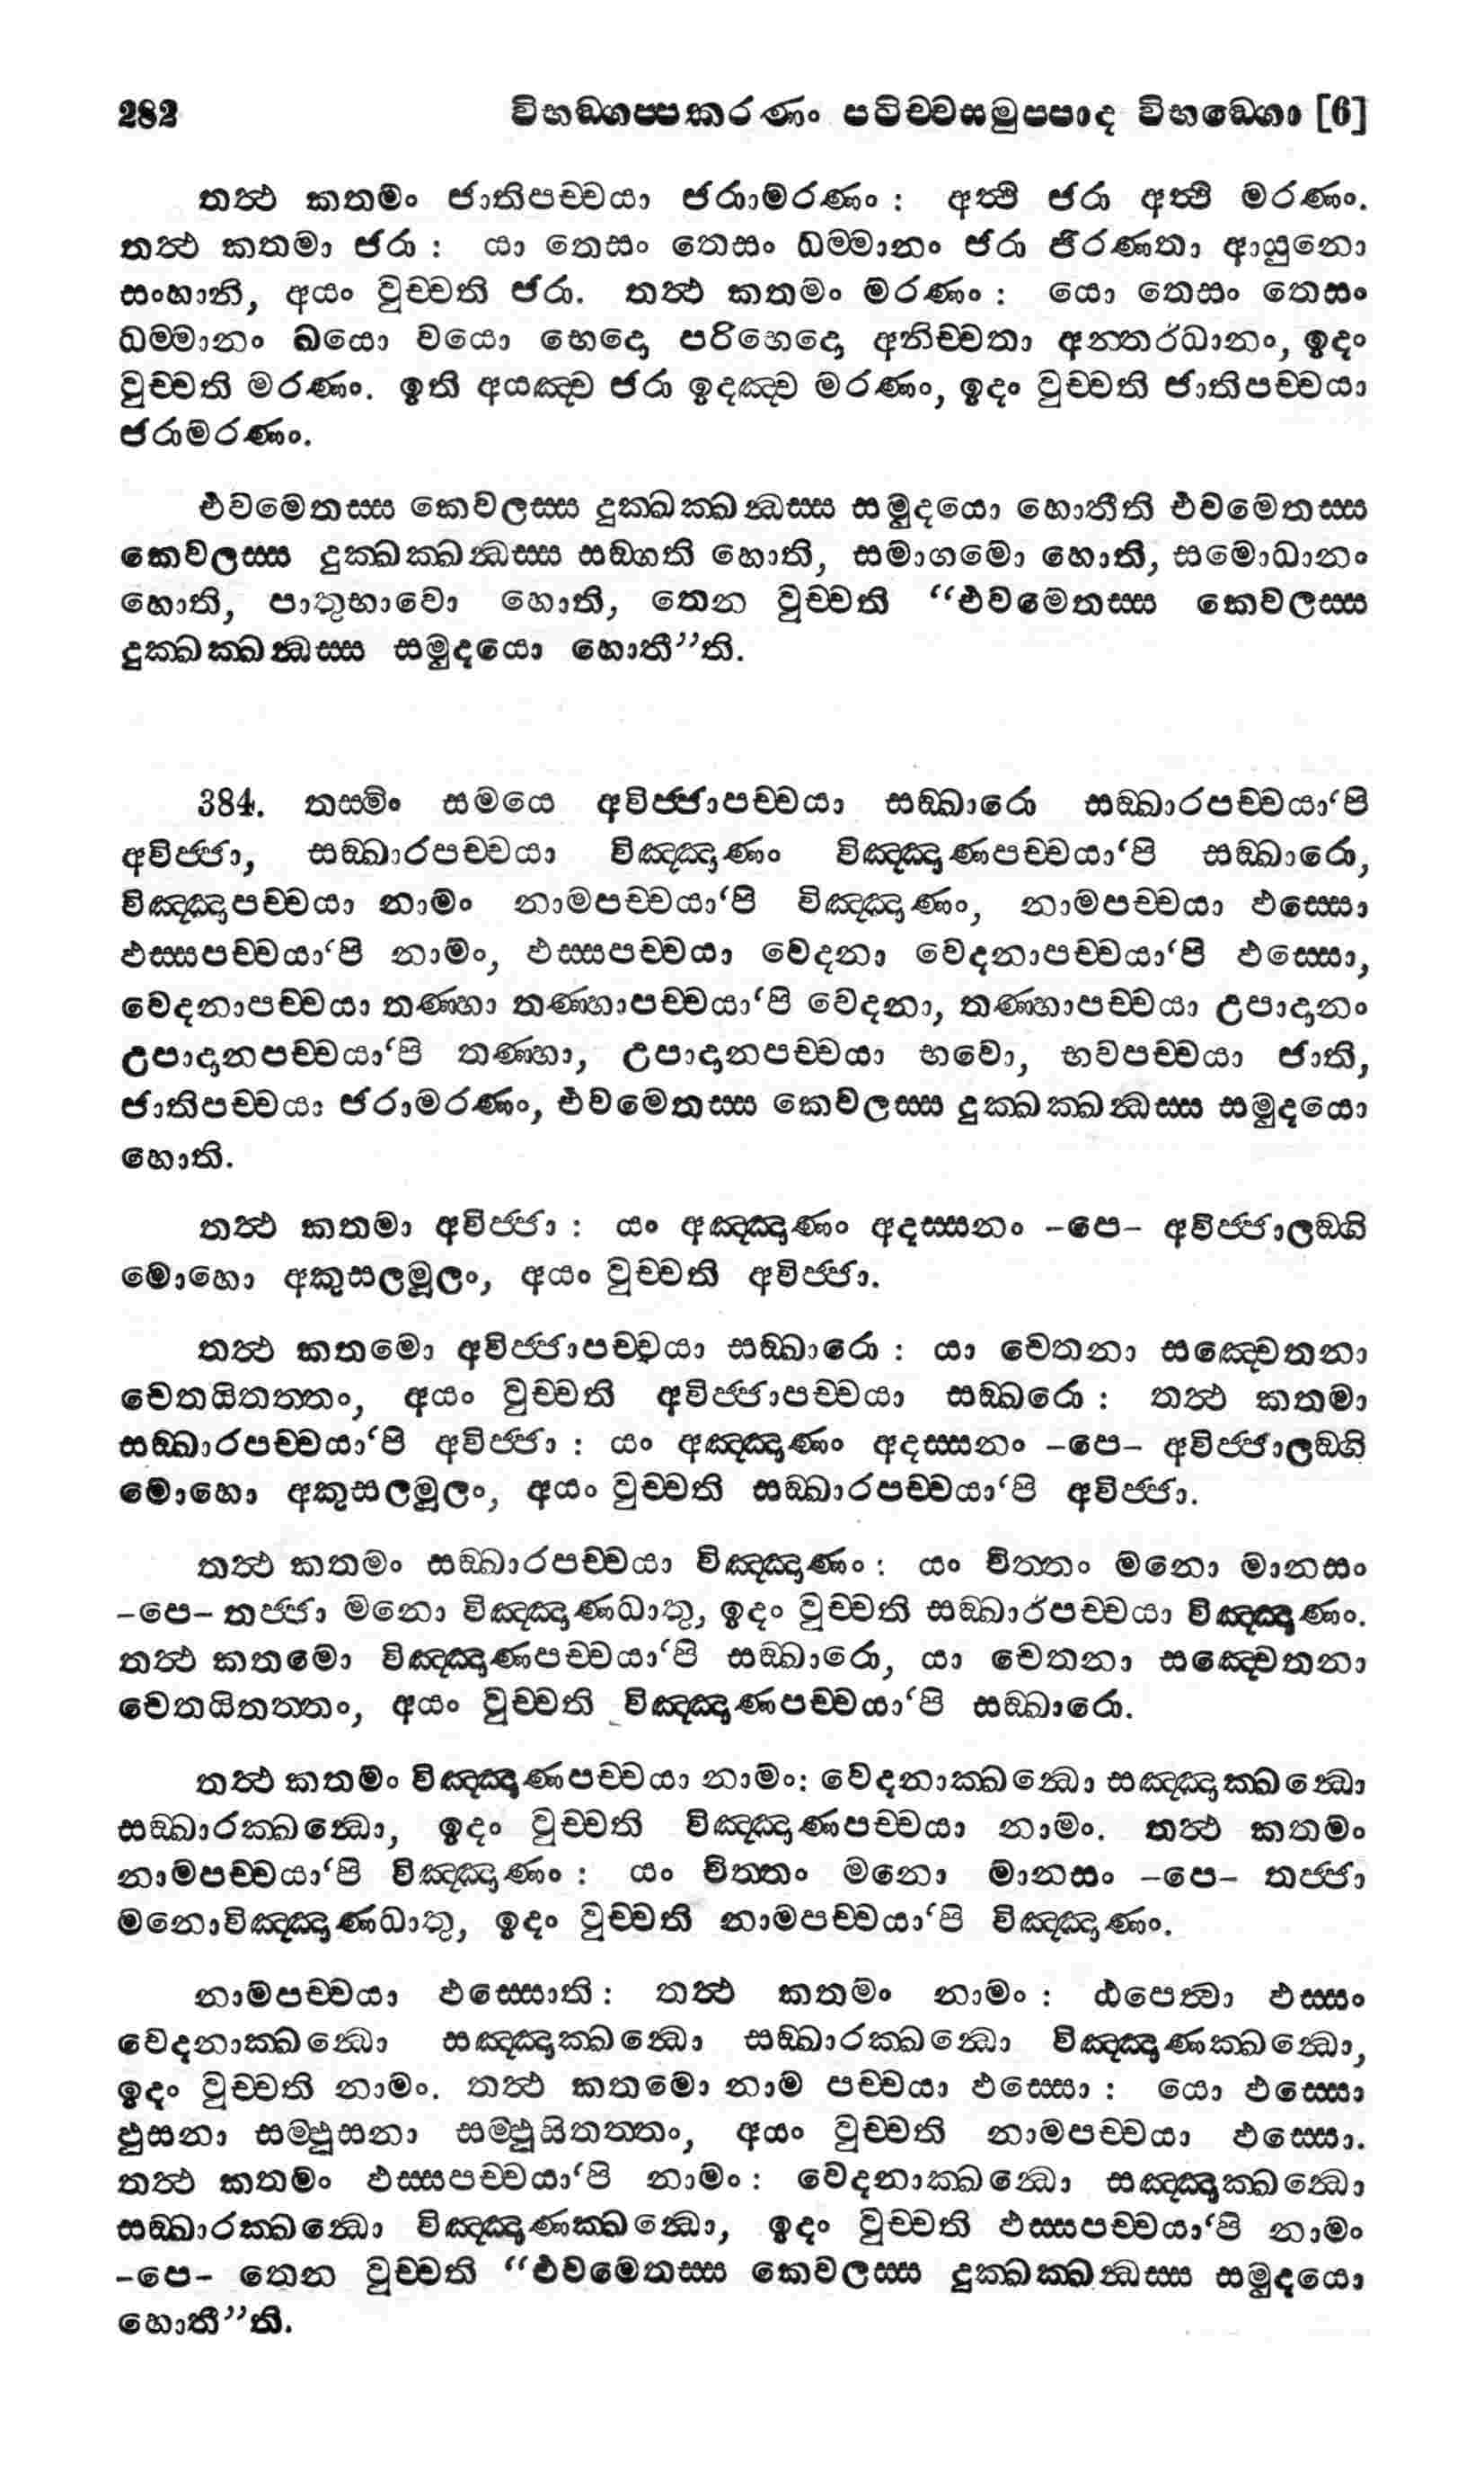 282 විභඞ්ගප්පකරණං පටිච්චසමුප්පාද විභඞ්ගො [6]
තත්‍ථ කතමං ජාතිපච්චයා ජරාමරණං : අත්‍ථි ජරා අත්‍ථි මරණං.
තත්‍ථ කතමා ජරා : යා තෙසං තෙසං ධම්මානං ජරා ජීරණතා ආයුනො
සංහානි, අයං වුච්චති ජරා. තත්‍ථ කතමං මරණං : යො තෙසං තෙසං
ධම්මානං ඛයො වයො භෙදො පරිභෙදො අනිච්චතා අන්තරධානං, ඉදං
වුච්චති මරණං. ඉති අයඤ්ච ජරා ඉදඤ්ච මරණං, ඉදං වුච්චති ජාතිපච්චයා
ජරාමරණං.
එවමෙතස්ස කෙවලස්ස දුක්ඛක්ඛන්‍ධස්ස සමුදයො හොතීති එවමෙතස්ස
කෙවලස්ස දුක්ඛක්ඛන්‍ධස්ස සඞ්ගති හොති, සමාගමො හොති, සමොධානං
හොති, පාතුභාවො හොති, තෙන වුච්චති “එවමෙතස්ස කෙවලස්ස
දුක්ඛක්ඛන්‍ධස්ස සමුදයො හොතී”ති.
384. තස්මිං සමයෙ අවිජ්ජාපච්චයා සඞ්ඛාරො සඞ්ඛාරපච්චයා‘පි
අවිජ්ජා, සඞ්ඛාරපච්චයා විඤ්ඤාණං විඤ්ඤාණපච්චයා‘පි සඞ්ඛාරො,
විඤ්ඤාපච්චයා නාමං නාමපච්චයා‘පි විඤ්ඤාණං, නාමපච්චයා ඵස්සො
ඵස්සපච්චයා‘පි නාමං, ඵස්සපච්චයා වෙදනා වෙදනාපච්චයා‘පි ඵස්සො,
වෙදනාපච්චයා තණ්හා තණ්හාපච්චයා‘පි වෙදනා, තණ්හාපච්චයා උපාදානං
උපාදානපච්චයා‘පි තණ්හා, උපාදානපච්චයා භවො, භවපච්චයා ජාති,
ජාතිපච්චයා ජරාමරණං, එවමෙතස්ස කෙවලස්ස දුක්ඛක්ඛන්‍ධස්ස සමුදයො
හොති.
තත්‍ථ කතමා අවිජ්ජා : යං අඤ්ඤාණං අදස්සනං -පෙ- අවිජ්ජාලඞ්ගී
මොහො අකුසලමූලං, අයං වුච්චති අවිජ්ජා.
තත්‍ථ කතමො අවිජ්ජාපච්චයා සඞ්ඛාරො : යා චෙතනා සඤ්චෙතනා
චෙතයිතත්තං, අයං වුච්චති අවිජ්ජාපච්චයා සඞ්ඛරො : තත්‍ථ කතමා
සඞ්ඛාරපච්චයා‘පි අවිජ්ජා : යං අඤ්ඤාණං අදස්සනං -පෙ- අවිජ්ජාලඞ්ගී
මොහො අකුසලමූලං, අයං වුච්චති සඞ්ඛාරපච්චයා‘පි අවිජ්ජා.
තත්‍ථ කතමං සඞ්ඛාරපච්චයා විඤ්ඤාණං : යං චිත්තං මනො මානසං
-පෙ- තජ්ජා මනො විඤ්ඤාණධාතු, ඉදං වුච්චති සඞ්ඛාරපච්චයා විඤ්ඤාණං.
තත්‍ථ කතමො විඤ්ඤාණපච්චයා‘පි සඞ්ඛාරො, යා චෙතනා සඤ්චෙතනා
චෙතයිතත්තං, අයං වුච්චති විඤ්ඤාණපච්චයා‘පි සඞ්ඛාරො.
තත්‍ථ කතමං විඤ්ඤාණපච්චයා නාමං: වෙදනාක්ඛන්‍ධො සඤ්ඤාක්ඛන්‍ධො
සඞ්ඛාරක්ඛන්‍ධො, ඉදං වුච්චති විඤ්ඤාණපච්චයා නාමං. තත්‍ථ කතමං
නාමපච්චයා‘පි විඤ්ඤාණං : යං චිත්තං මනො මානසං -පෙ- තජ්ජා
මනොවිඤ්ඤාණධාතු, ඉදං වුච්චති නාමපච්චයා‘පි විඤ්ඤාණං.
නාමපච්චයා ඵස්සොති : තත්‍ථ කතමං නාමං : ඨපෙත්‍වා ඵස්සං
වෙදනාක්ඛන්‍ධො සඤ්ඤාක්ඛන්‍ධො සඞ්ඛාරක්ඛන්‍ධො විඤ්ඤාණක්ඛන්‍ධො,
ඉදං වුච්චති නාමං. තත්‍ථ කතමො නාම පච්චයා ඵස්සො : යො ඵස්සො
ඵුසනා සම්ඵුසනා සම්ඵුසිතත්තං, අයං වුච්චති නාමපච්චයා ඵස්සො.
තත්‍ථ කතමං ඵස්සපච්චයා‘පි නාමං : වෙදනාක්ඛන්‍ධො සඤ්ඤාක්ඛන්‍ධො
සඞ්ඛාරක්ඛන්‍ධො විඤ්ඤාණක්ඛන්‍ධො, ඉදං වුච්චති ඵස්සපච්චයා‘පි නාමං
-පෙ- තෙන වුච්චති “එවමෙතස්ස කෙවලස්ස දුක්ඛක්ඛන්‍ධස්ස සමුදයො
හොතී”ති.